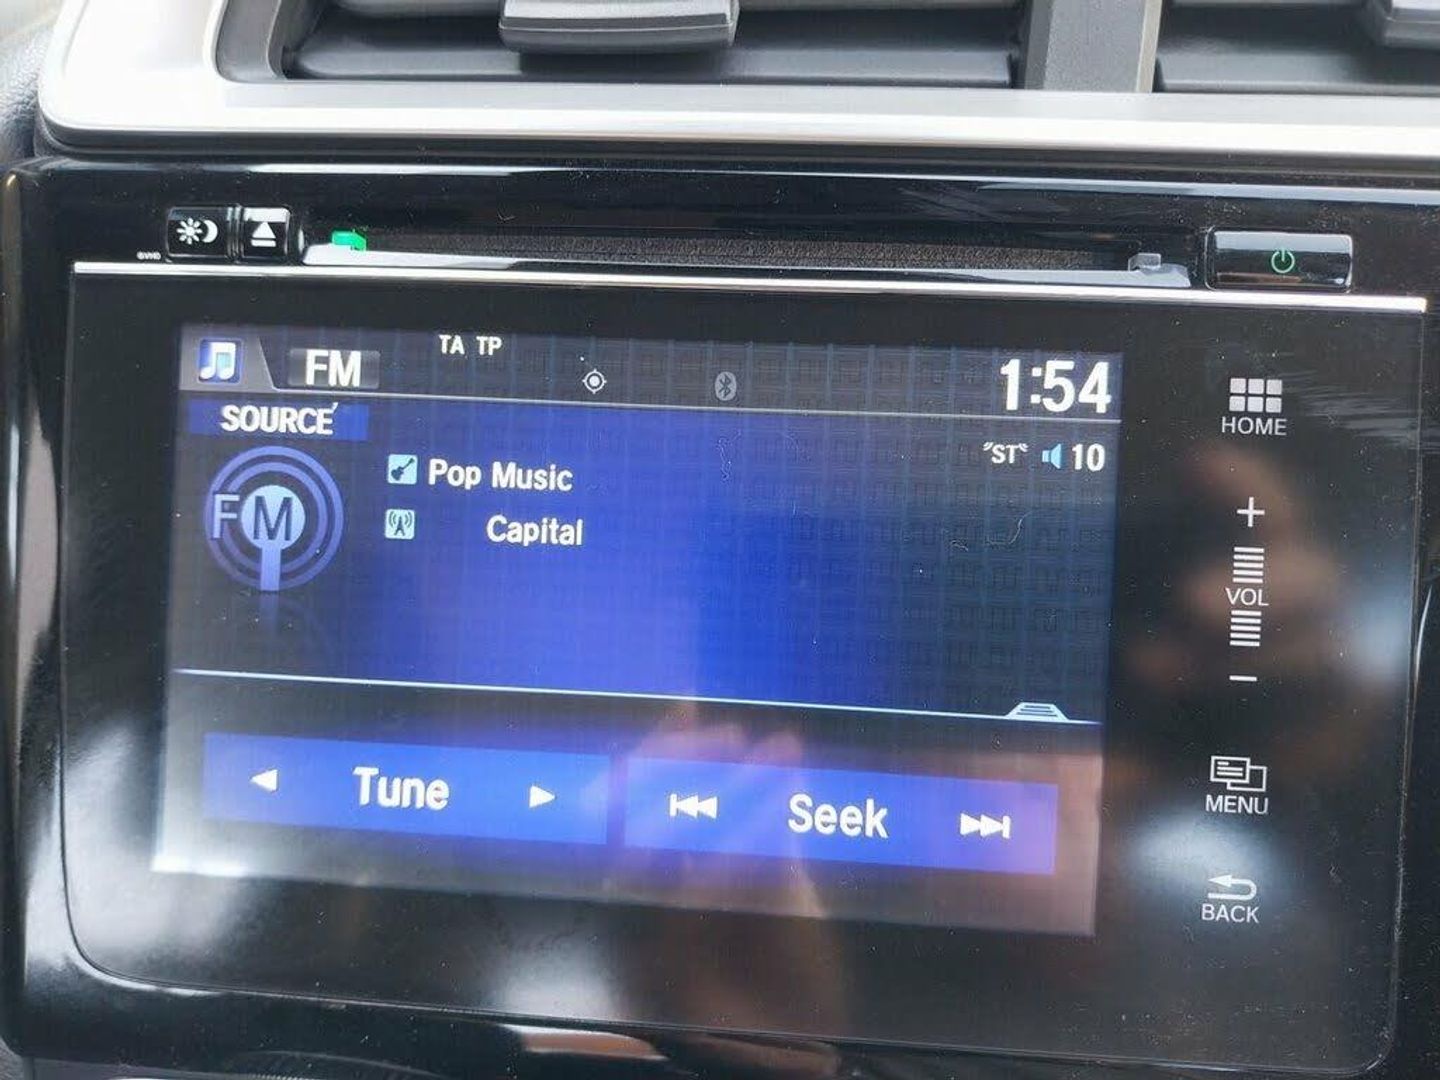 FM
TA TP
1:54
SOURCE
"ST"
10
FM
Pop Music
Capital
Tune
Seek
HOME
+
VOL
−
MENU
BACK